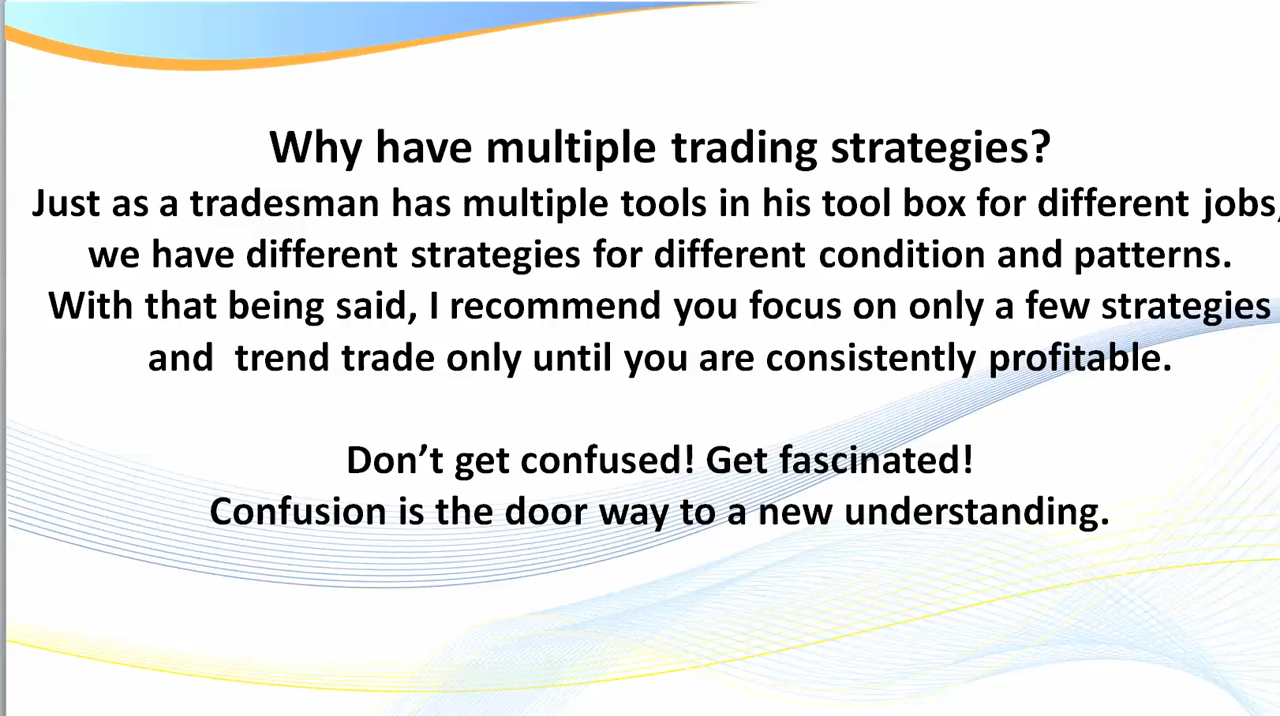 Why have multiple trading strategies?
Just as a tradesman has multiple tools in his tool box for different jobs,
we have different strategies for different condition and patterns.
With that being said, I recommend you focus on only a few strategies
and  trend trade only until you are consistently profitable.
Don’t get confused! Get fascinated!
Confusion is the door way to a new understanding.